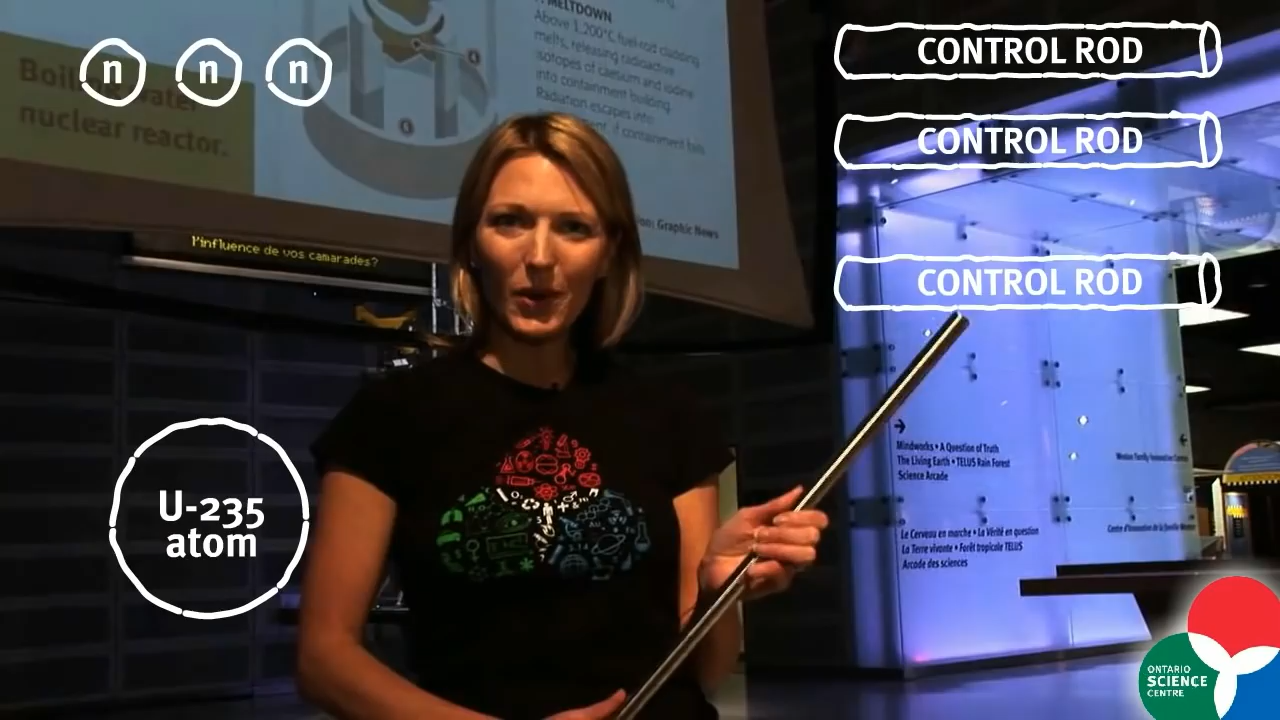 n n n
CONTROL ROD
CONTROL ROD
CONTROL ROD
U-235
atom
Boiling water
nuclear reactor.
MELTDOWN
Above 1,200°C fuel-rod cladding
melts, releasing radioactive
isotopes of caesium and iodine
into containment building.
Radiation escapes into
if containment fails
Graphic News
l'influence de vos camarades?
Mindworks • A Question of Truth
The Living Earth • TELUS Rain Forest
Science Arcade
Le Cerveau en marche • La Vérité en question
La Terre vivante • Forêt tropicale TELUS
Arcade des sciences
ONTARIO
SCIENCE
CENTRE